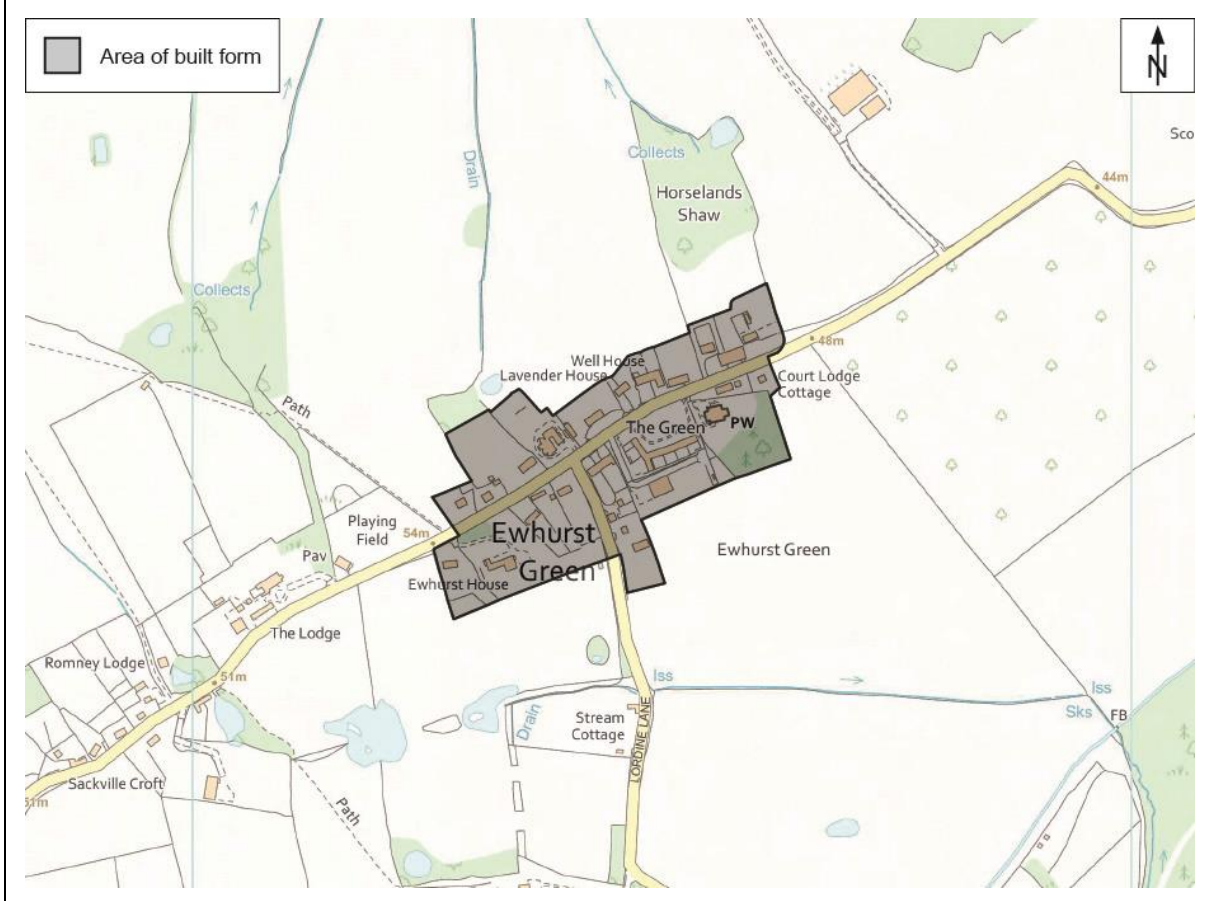 Area of built form
N
Sco
Collects
Drain
Horselands
Shaw
44m
Collects
48m
Well House
Lavender House
Court Lodge
Cottage
The Green
PW
Path
Playing
Field
54m
Ewhurst
Green
Ewhurst Green
Pav
Ewhurst House
The Lodge
Romney Lodge
51m
Iss
Iss
Sks
FB
Drain
Stream
Cottage
LORDINE LANE
Sackville Croft
51m
Path